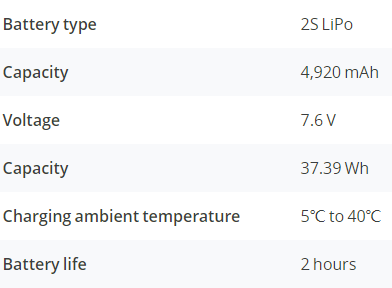 Battery type 2S LiPo
Capacity 4,920 mAh
Voltage 7.6 V
Capacity 37.39 Wh
Charging ambient temperature 5℃ to 40℃
Battery life 2 hours